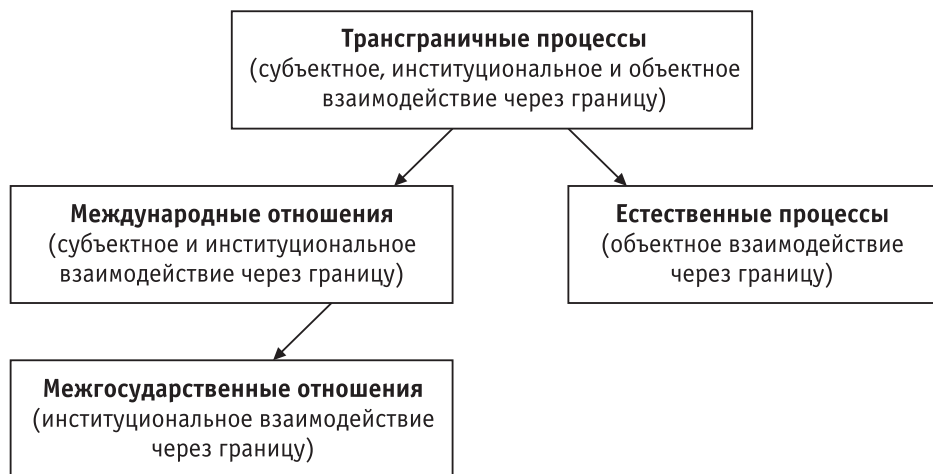 Трансграничные процессы
(субъектное, институциональное и объектное
взаимодействие через границу)
Международные отношения
(субъектное и институциональное
взаимодействие через границу)
Естественные процессы
(объектное взаимодействие
через границу)
Межгосударственные отношения
(институциональное взаимодействие
через границу)